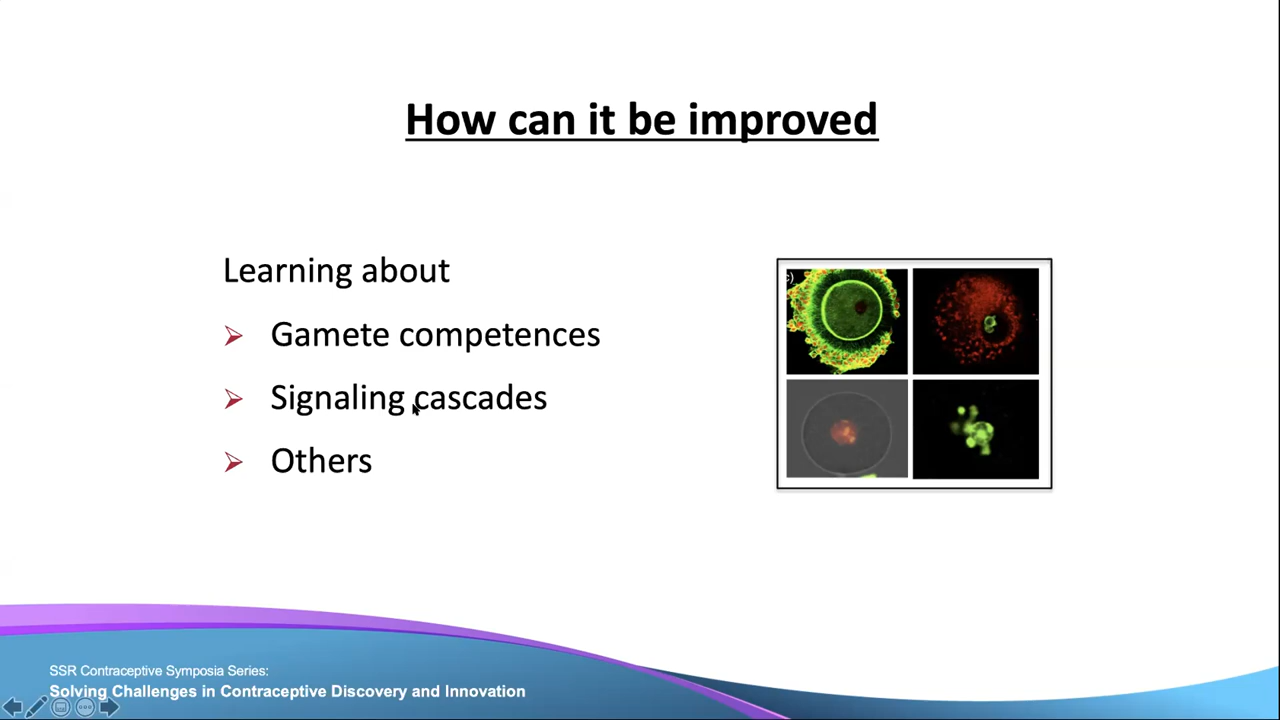 How can it be improved
Learning about
Gamete competences
Signaling cascades
Others
SSR Contraceptive Symposia Series:
Solving Challenges in Contraceptive Discovery and Innovation